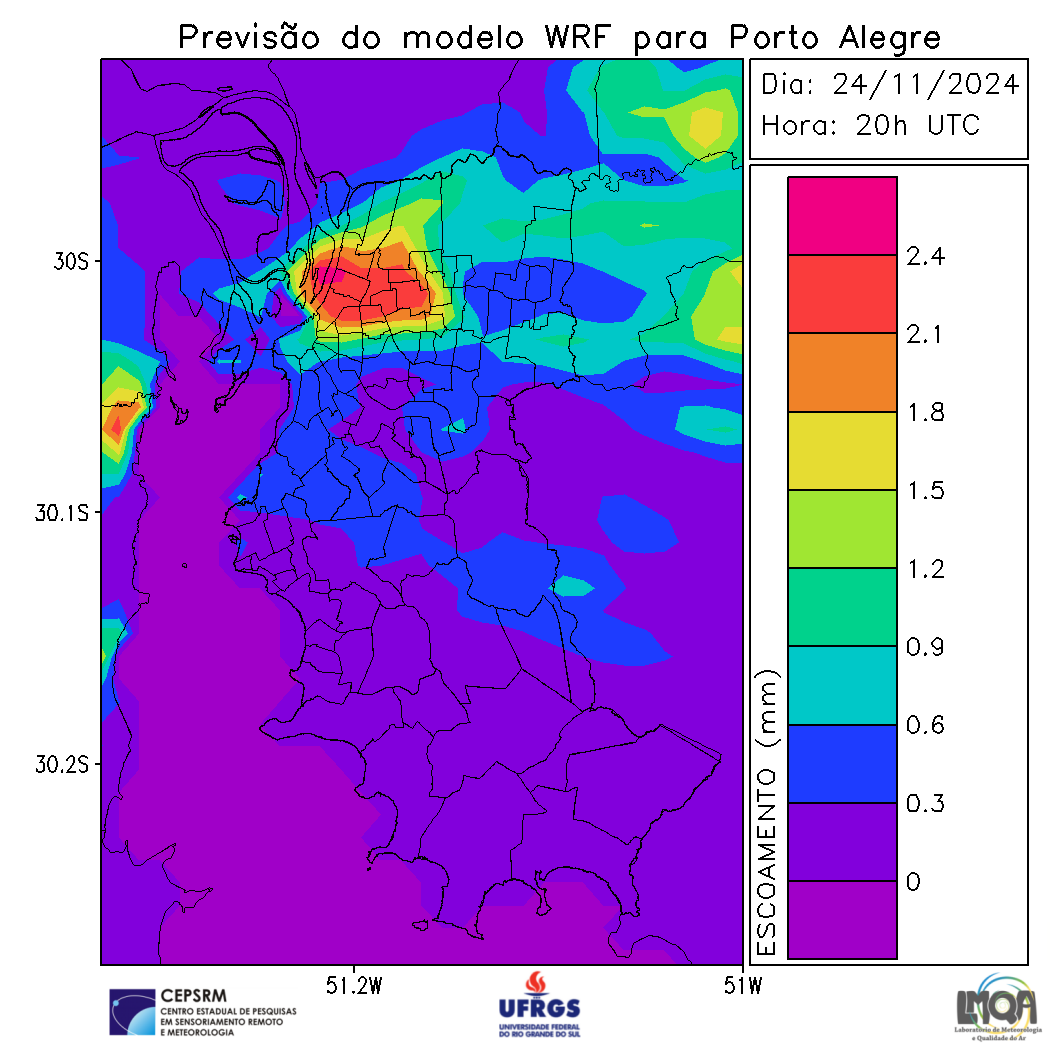 Previsão do modelo WRF para Porto Alegre
Dia: 24/11/2024
Hora: 20h UTC
2.4
2.1
1.8
1.5
1.2
0.9
0.6
0.3
0
ESCOAMENTO (mm)
30S
30.1S
30.2S
51.2W
51W
CEPSRM
CENTRO ESTADUAL DE PESQUISAS
EM SENSORIAMENTO REMOTO
E METEOROLOGIA
UFRGS
UNIVERSIDADE FEDERAL
DO RIO GRANDE DO SUL
LMQA
Laboratório de Meteorologia
e Qualidade do Ar